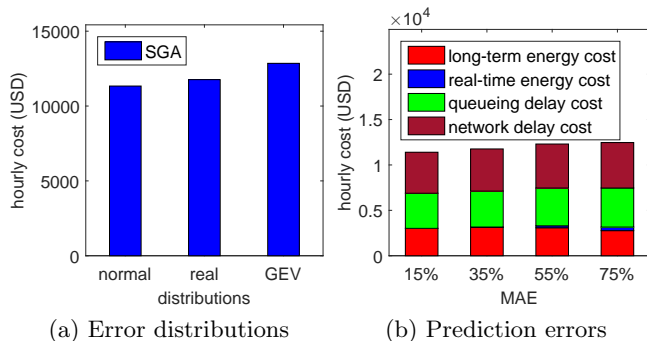 15000
10000
5000
0
hourly cost (USD)
SGA
normal real GEV
distributions
(a) Error distributions
×10⁴
2
1.5
1
0.5
0
hourly cost (USD)
long-term energy cost
real-time energy cost
queueing delay cost
network delay cost
15% 35% 55% 75%
MAE
(b) Prediction errors